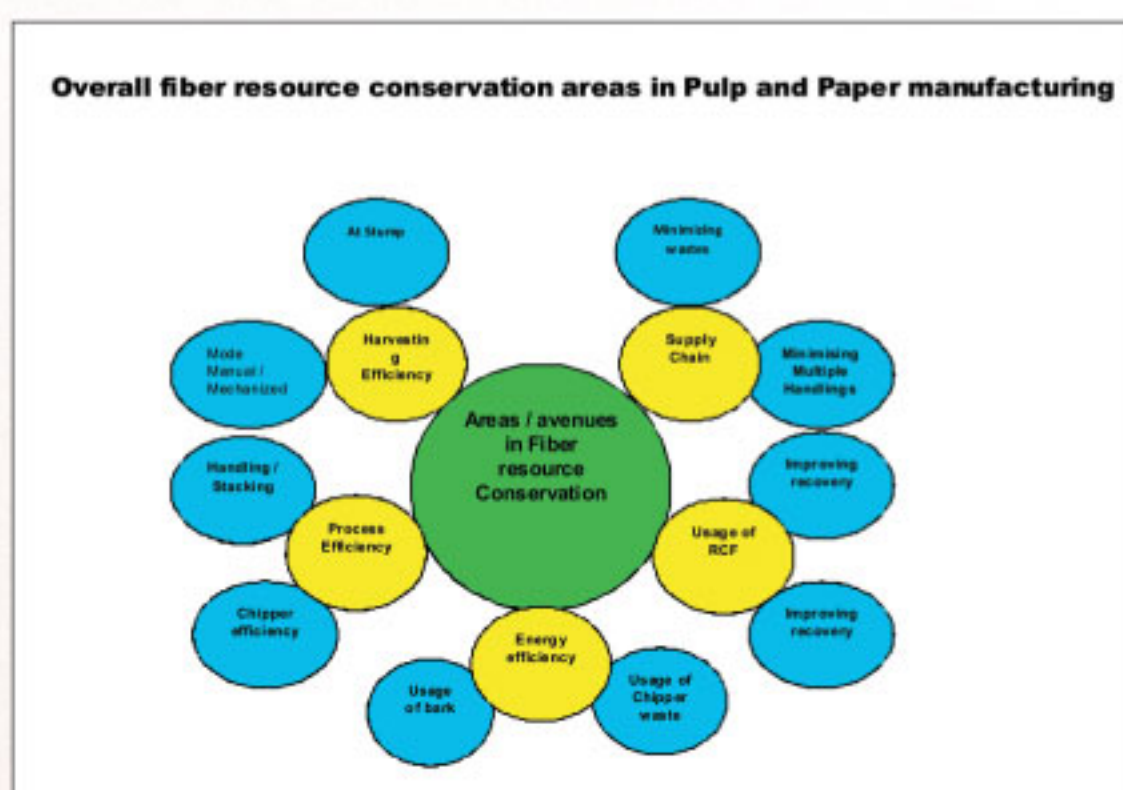 Overall fiber resource conservation areas in Pulp and Paper manufacturing
At Stump
Minimizing
wastes
Harvestin
g
Efficiency
Supply
Chain
Mode
Manual /
Mechanized
Minimising
Multiple
Handlings
Areas / avenues
in Fiber
resource
Conservation
Handling /
Stacking
Improving
recovery
Process
Efficiency
Usage of
RCF
Chipper
efficiency
Improving
recovery
Energy
efficiency
Usage
of bark
Usage of
Chipper
waste